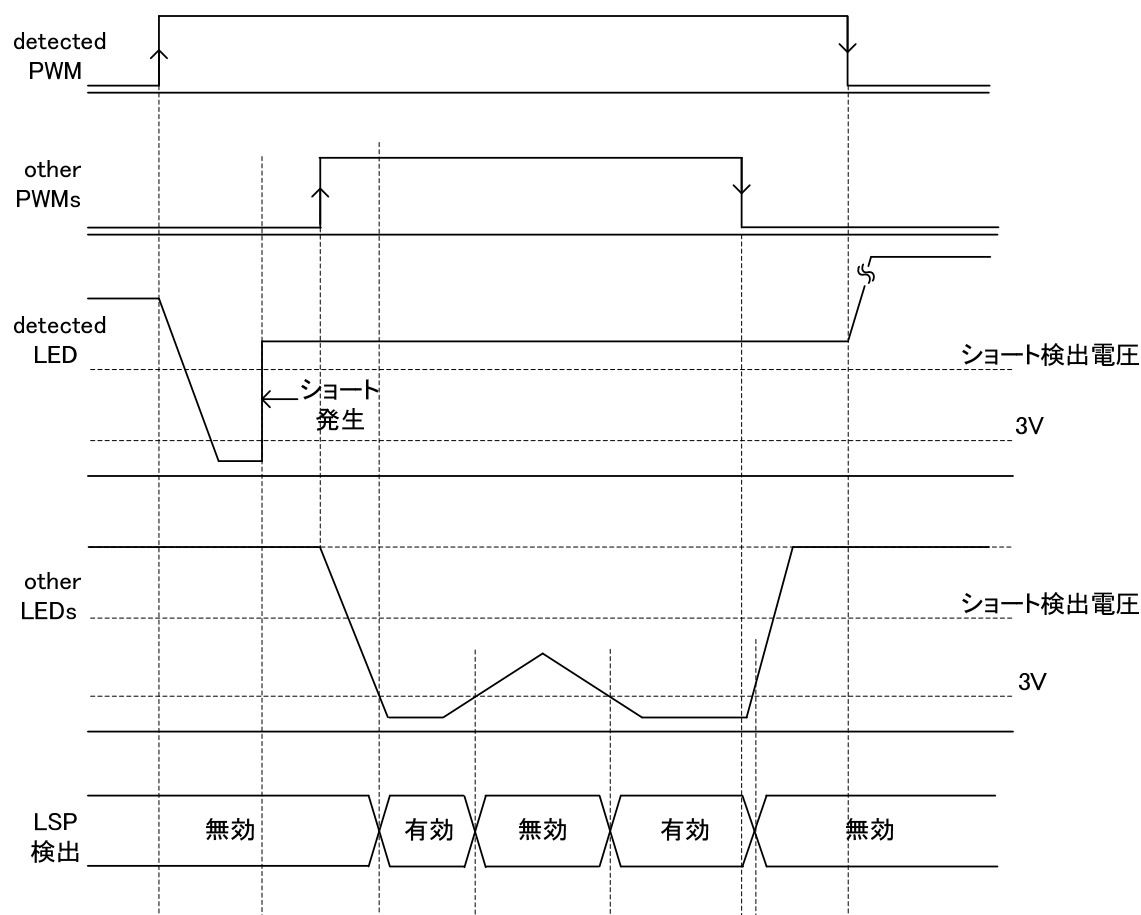 detected
PWM
other
PWMs
detected
LED
ショート検出電圧
ショート
発生
3V
other
LEDs
ショート検出電圧
3V
LSP
検出
無効
有効
無効
有効
無効